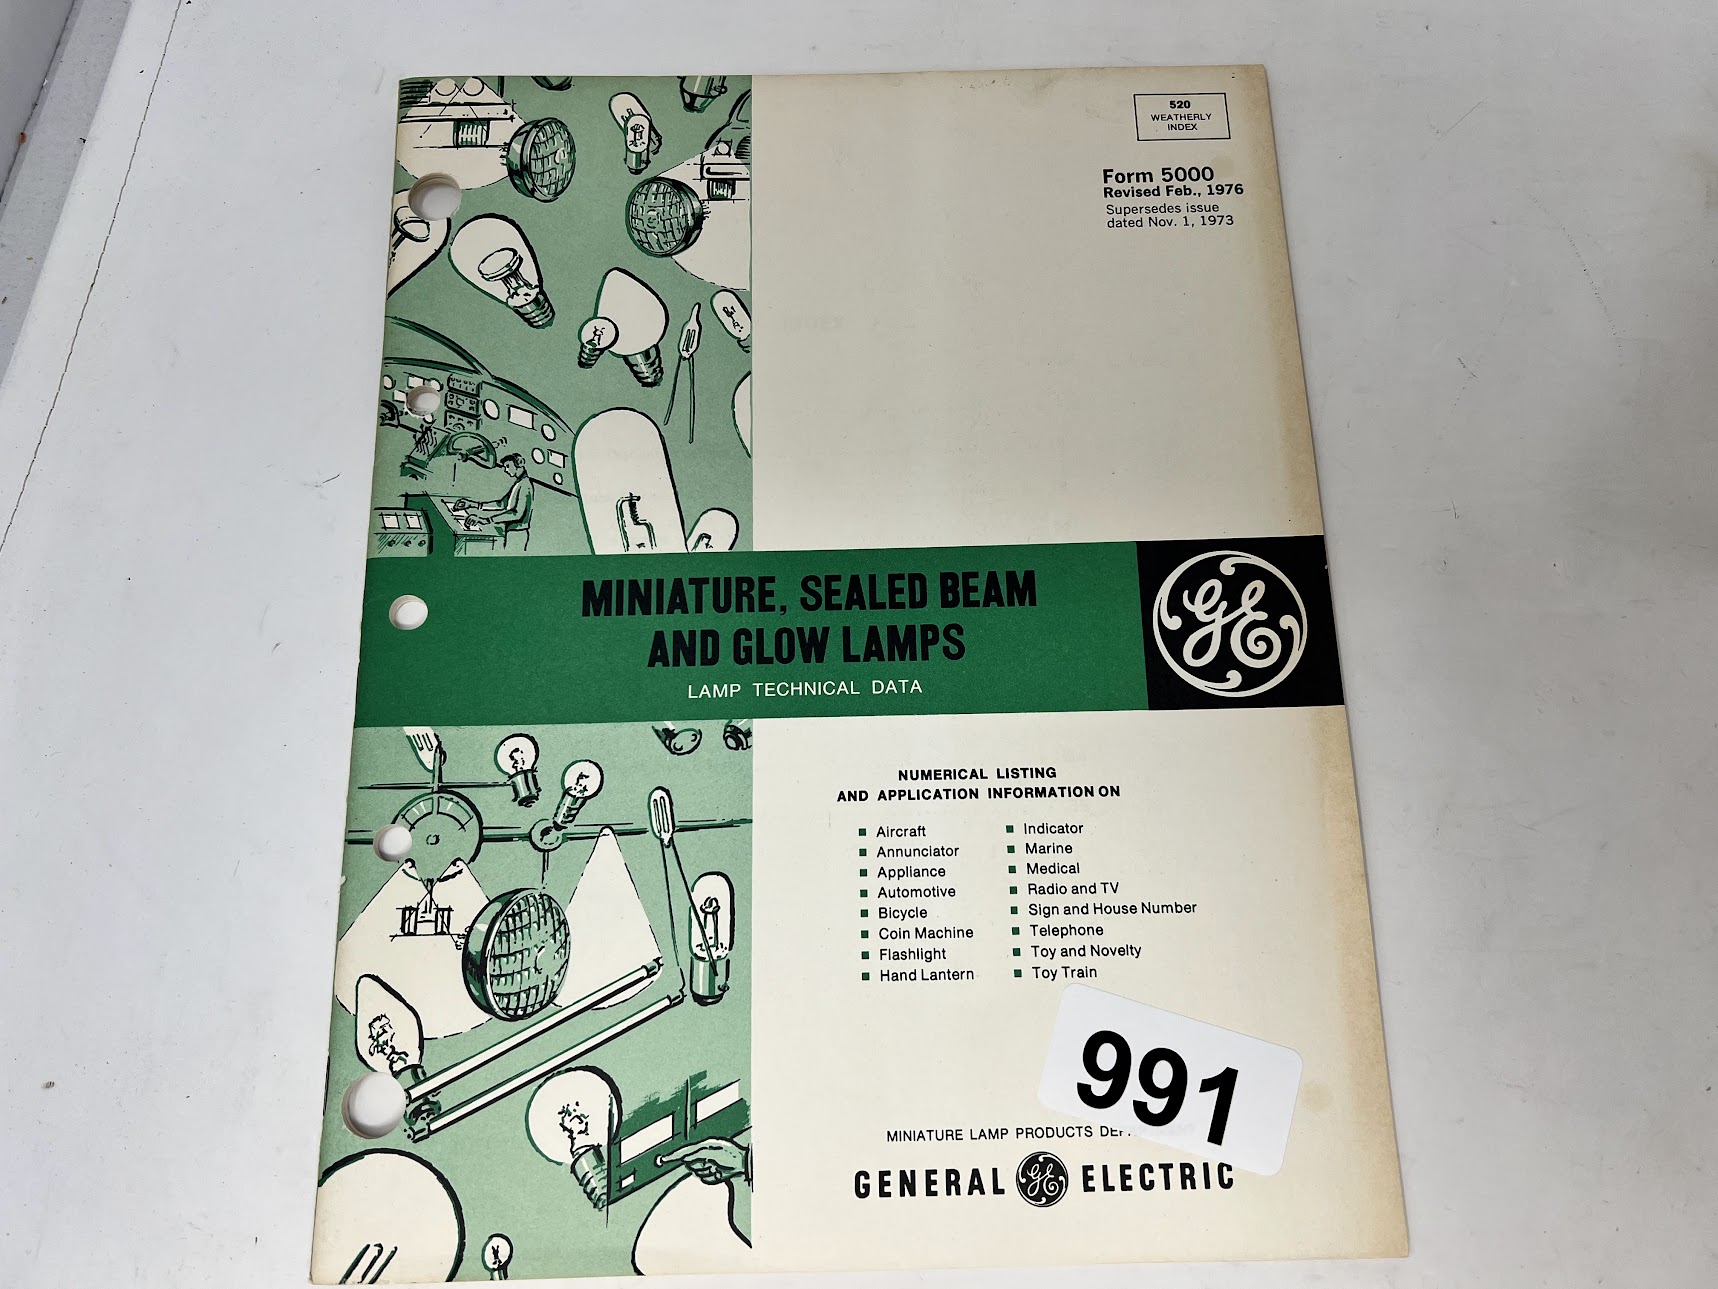 520
WEATHERLY
INDEX
Form 5000
Revised Feb., 1976
Supersedes issue
dated Nov. 1, 1973
MINIATURE, SEALED BEAM
AND GLOW LAMPS
LAMP TECHNICAL DATA
GE
NUMERICAL LISTING
AND APPLICATION INFORMATION ON
■ Aircraft
■ Annunciator
■ Appliance
■ Automotive
■ Bicycle
■ Coin Machine
■ Flashlight
■ Hand Lantern
■ Indicator
■ Marine
■ Medical
■ Radio and TV
■ Sign and House Number
■ Telephone
■ Toy and Novelty
■ Toy Train
991
MINIATURE LAMP PRODUCTS
GENERAL GE ELECTRIC